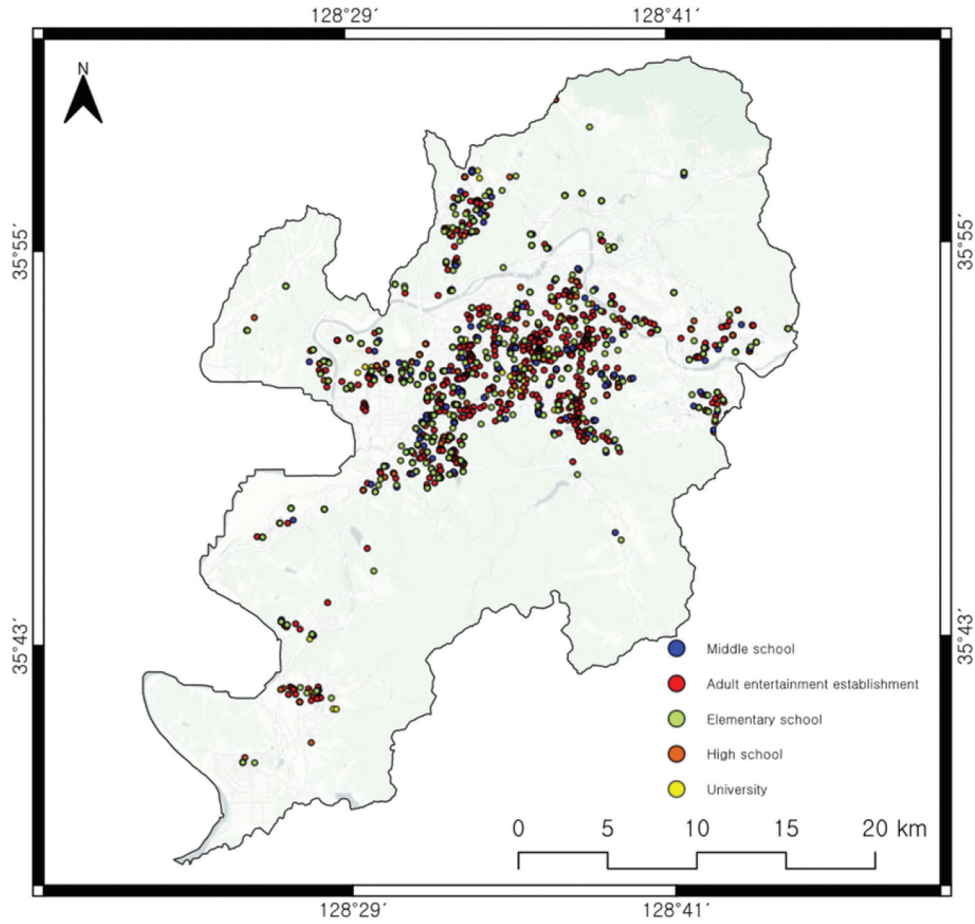 128°29´ 128°41´
N
35°55´ 35°55´
35°43´ 35°43´
Middle school
Adult entertainment establishment
Elementary school
High school
University
0 5 10 15 20 km
128°29´ 128°41´